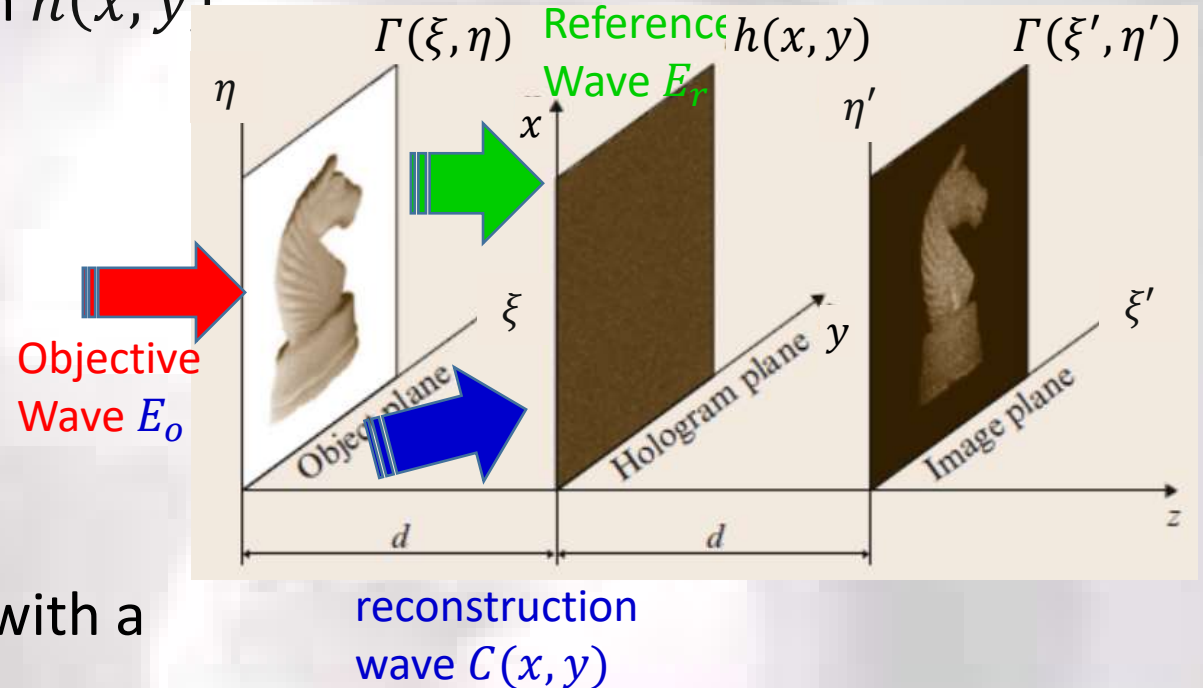 h(x, y)
Γ(ξ, η)
Reference
Wave E_r
h(x, y)
Γ(ξ′, η′)
η
x
η′
ξ
y
ξ′
Objective
Wave E_o
Object plane
Hologram plane
Image plane
z
d
d
with a
reconstruction
wave C(x, y)